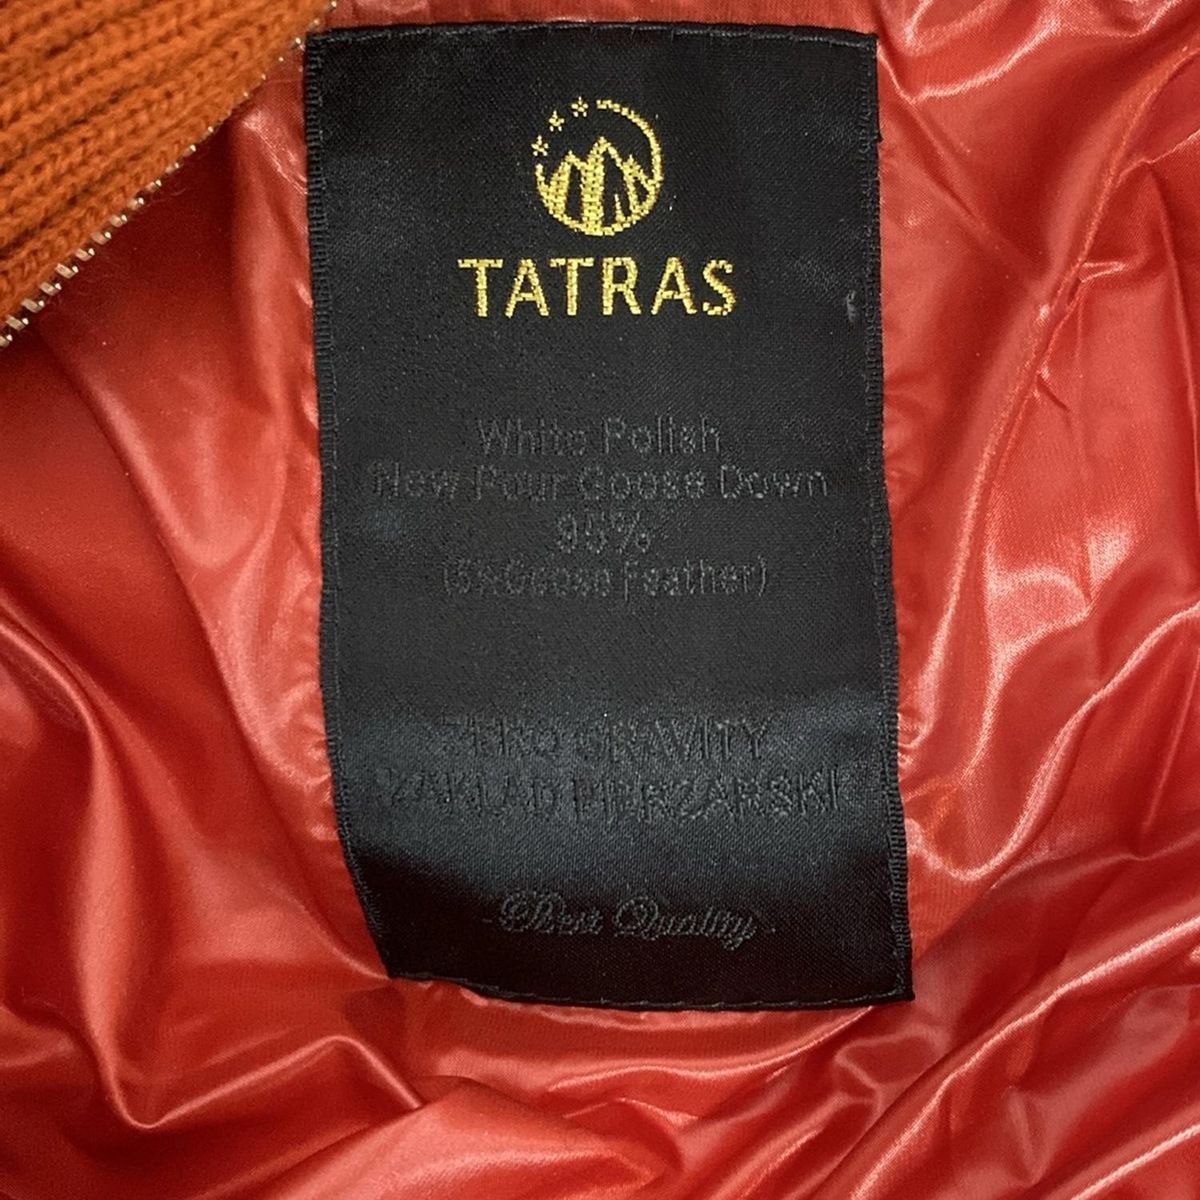 TATRAS
White Polish
New Pour Goose Down
95%
(5% Goose Feather)
ZERO GRAVITY
ZAKLAD PIERZARSKI
- Best Quality -